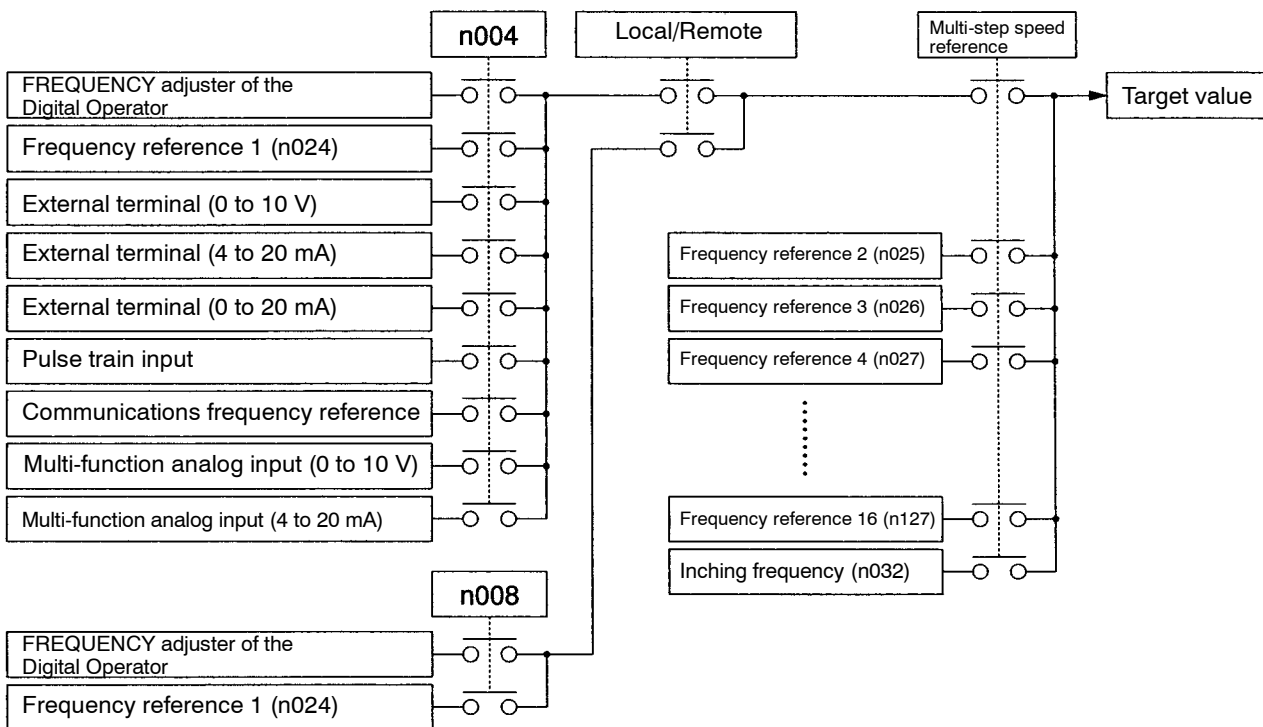 n004
Local/Remote
Multi-step speed
reference
FREQUENCY adjuster of the
Digital Operator
Target value
Frequency reference 1 (n024)
External terminal (0 to 10 V)
External terminal (4 to 20 mA)
Frequency reference 2 (n025)
External terminal (0 to 20 mA)
Frequency reference 3 (n026)
Pulse train input
Frequency reference 4 (n027)
Communications frequency reference
Multi-function analog input (0 to 10 V)
Multi-function analog input (4 to 20 mA)
Frequency reference 16 (n127)
Inching frequency (n032)
n008
FREQUENCY adjuster of the
Digital Operator
Frequency reference 1 (n024)